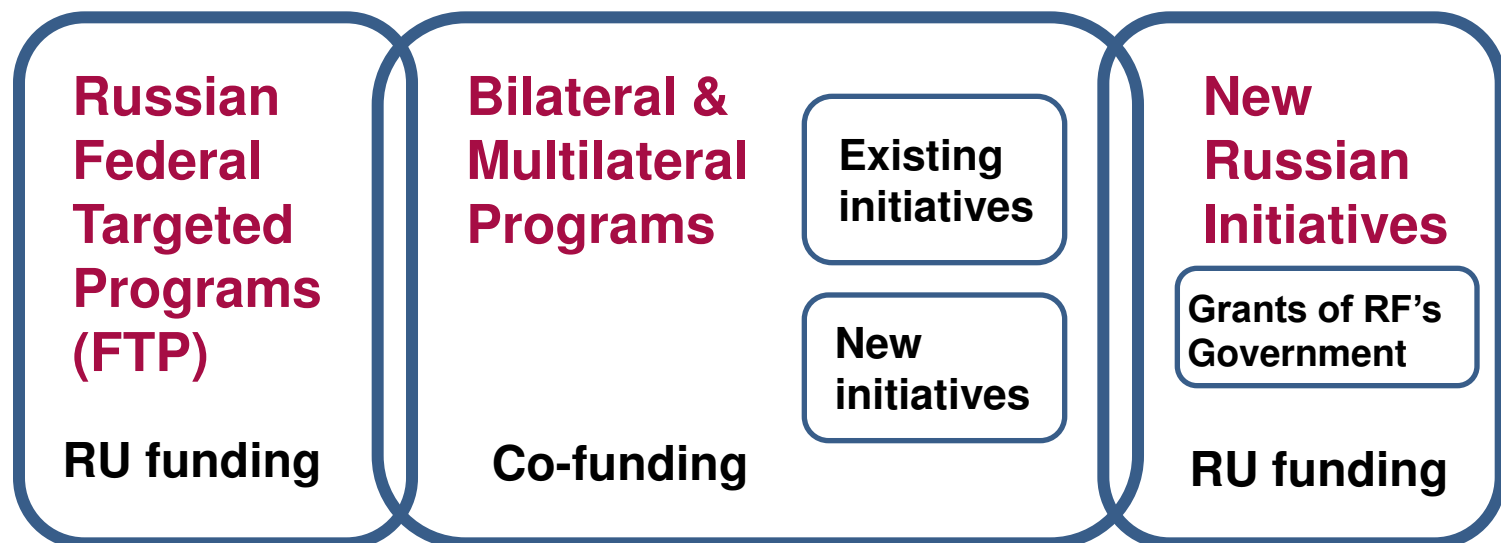 Russian
Federal
Targeted
Programs
(FTP)
RU funding
Bilateral &
Multilateral
Programs
Co-funding
Existing
initiatives
New
initiatives
New
Russian
Initiatives
Grants of RF’s
Government
RU funding